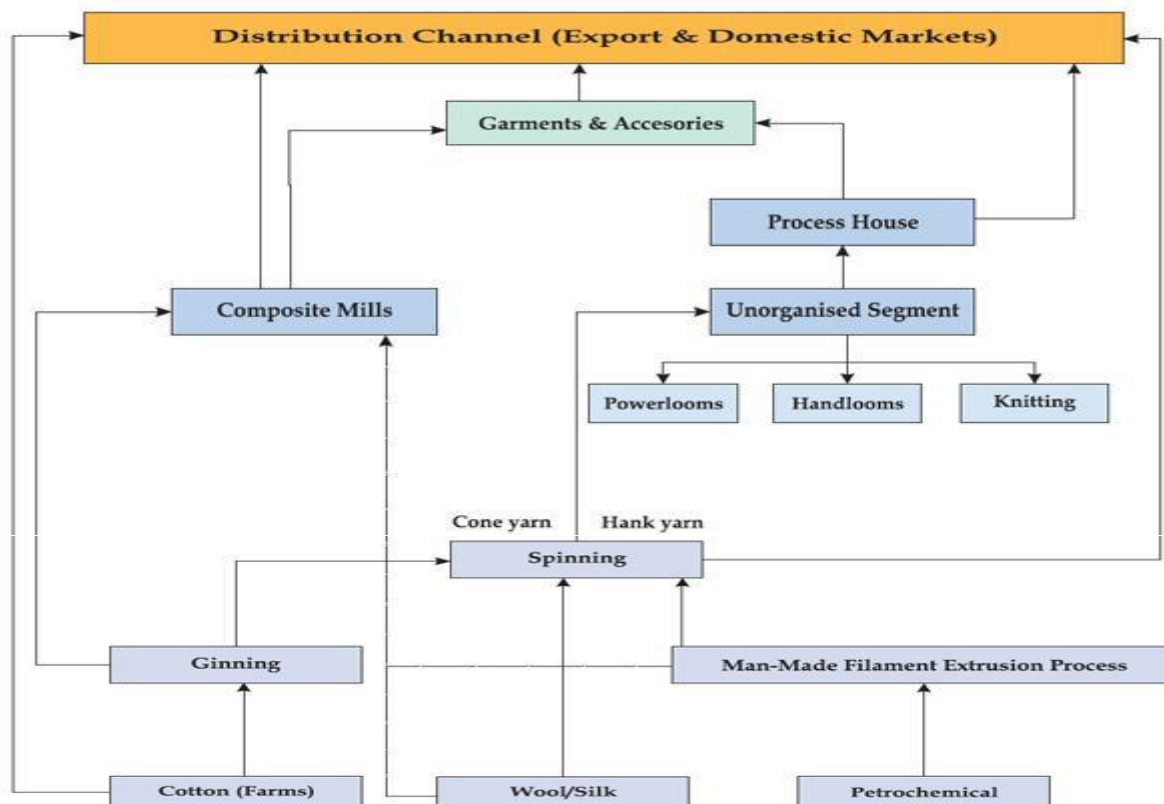 Distribution Channel (Export & Domestic Markets)
Garments & Accesories
Process House
Composite Mills
Unorganised Segment
Powerlooms
Handlooms
Knitting
Cone yarn
Hank yarn
Spinning
Ginning
Man-Made Filament Extrusion Process
Cotton (Farms)
Wool/Silk
Petrochemical